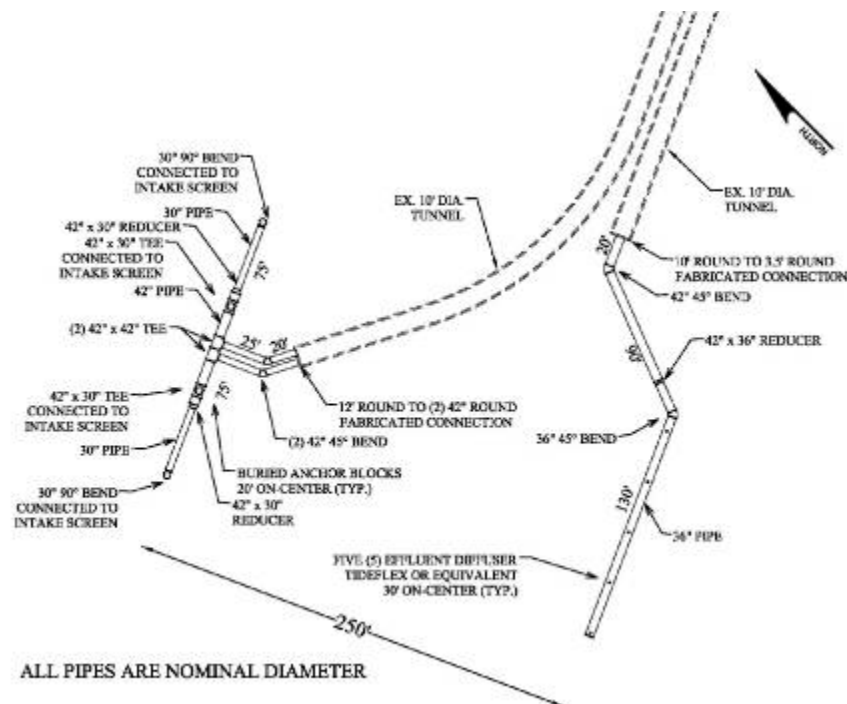 NORTH
30" 90° BEND
CONNECTED TO
INTAKE SCREEN
30" PIPE
42" x 30" REDUCER
42" x 30" TEE
CONNECTED TO
INTAKE SCREEN
42" PIPE
(2) 42" x 42" TEE
75'
25'
20'
75'
42" x 30" TEE
CONNECTED TO
INTAKE SCREEN
30" PIPE
30" 90° BEND
CONNECTED TO
INTAKE SCREEN
EX. 10' DIA.
TUNNEL
12' ROUND TO (2) 42" ROUND
FABRICATED CONNECTION
(2) 42" 45° BEND
BURIED ANCHOR BLOCKS
20' ON-CENTER (TYP.)
42" x 30"
REDUCER
EX. 10' DIA.
TUNNEL
20'
10' ROUND TO 3.5' ROUND
FABRICATED CONNECTION
42" 45° BEND
90'
42" x 36" REDUCER
36" 45° BEND
130'
36" PIPE
FIVE (5) EFFLUENT DIFFUSER
TIDEFLEX OR EQUIVALENT
30' ON-CENTER (TYP.)
250'
ALL PIPES ARE NOMINAL DIAMETER